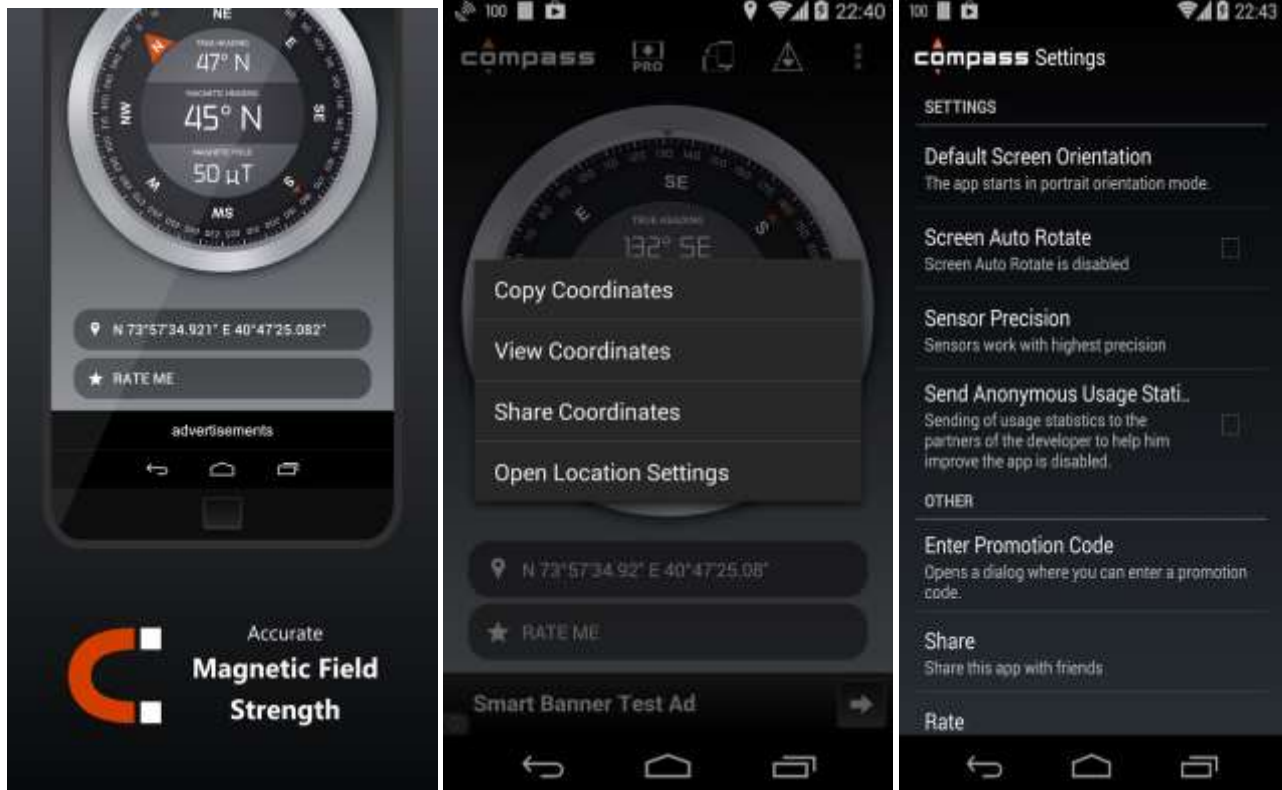 NE
N
E
TRUE HEADING
47° N
MAGNETIC HEADING
NW
45° N
SE
MAGNETIC FIELD
50 μT
W
S
WS
N 73°57'34.921" E 40°47'25.082"
RATE ME
advertisements
Accurate
Magnetic Field
Strength
100
22:40
compass
PRO
SE
E
S
TRUE HEADING
132° SE
Copy Coordinates
View Coordinates
Share Coordinates
Open Location Settings
N 73°57'34.92" E 40°47'25.08"
RATE ME
Smart Banner Test Ad
100
22:43
compass Settings
SETTINGS
Default Screen Orientation
The app starts in portrait orientation mode.
Screen Auto Rotate
Screen Auto Rotate is disabled
Sensor Precision
Sensors work with highest precision
Send Anonymous Usage Stati..
Sending of usage statistics to the
partners of the developer to help him
improve the app is disabled.
OTHER
Enter Promotion Code
Opens a dialog where you can enter a promotion
code.
Share
Share this app with friends
Rate